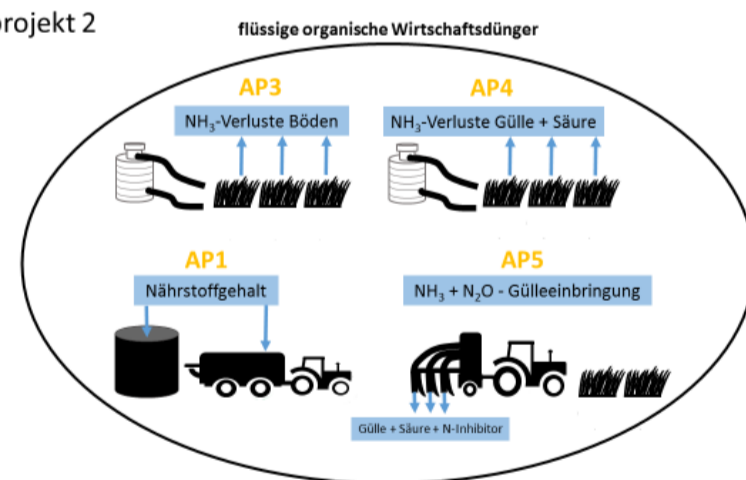 projekt 2
flüssige organische Wirtschaftsdünger
AP3
AP4
NH₃-Verluste Böden
NH₃-Verluste Gülle + Säure
AP1
AP5
Nährstoffgehalt
NH₃ + N₂O - Gülleeinbringung
Gülle + Säure + N-Inhibitor